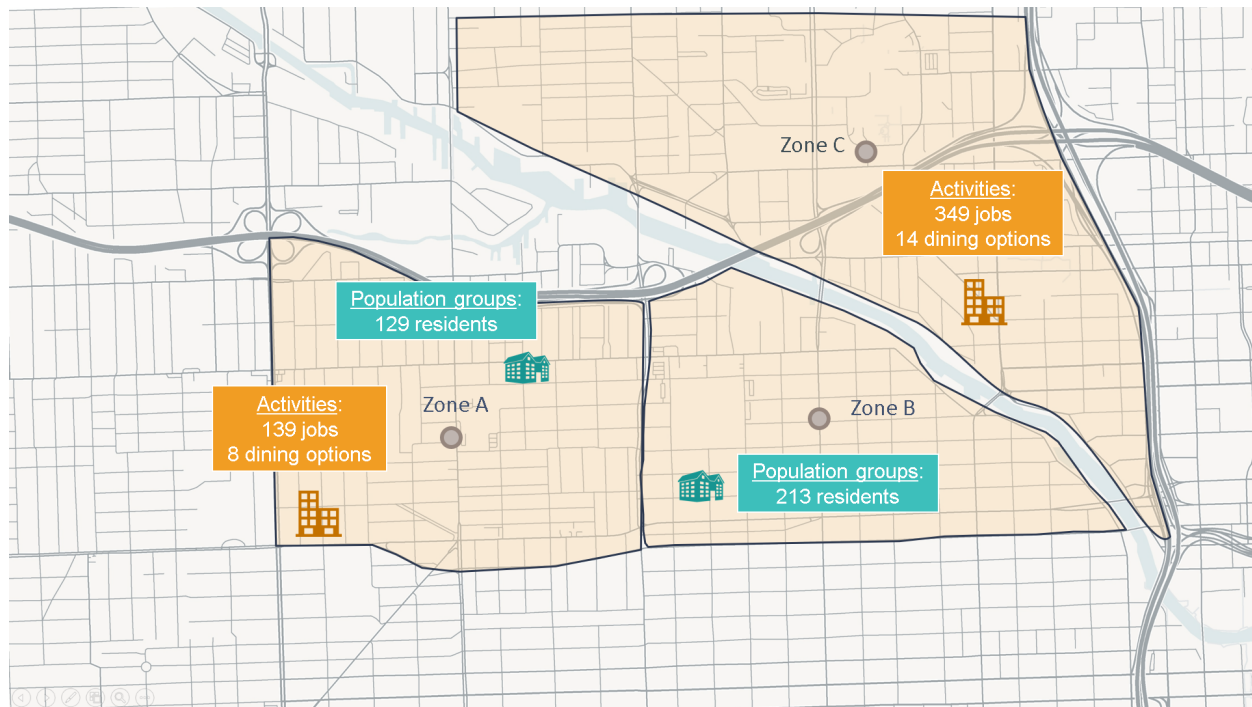 Zone C
Activities:
349 jobs
14 dining options
Population groups:
129 residents
Activities:
139 jobs
8 dining options
Zone A
Zone B
Population groups:
213 residents